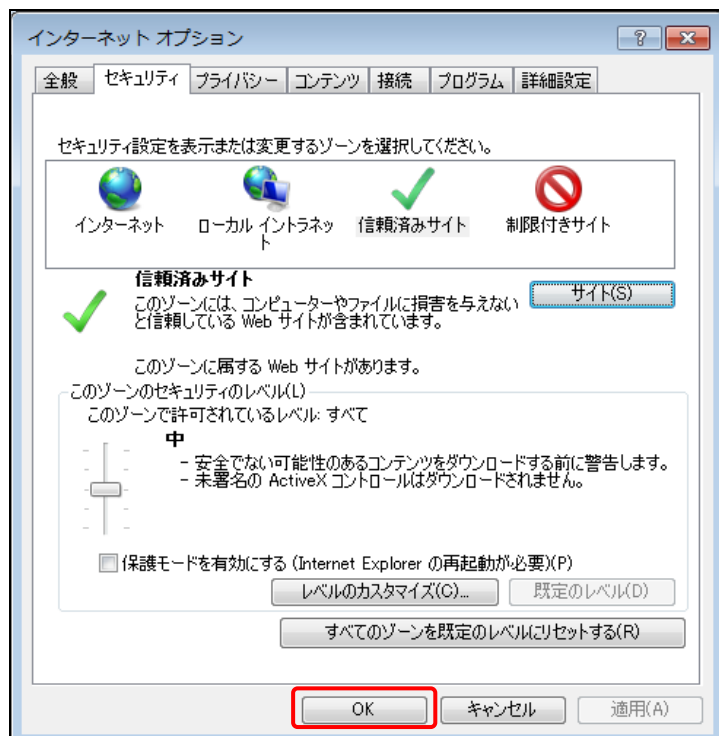 インターネット オプション
全般 セキュリティ プライバシー コンテンツ 接続 プログラム 詳細設定
セキュリティ設定を表示または変更するゾーンを選択してください。
インターネット ローカル イントラネッ 信頼済みサイト 制限付きサイト
ト
信頼済みサイト
サイト(S)
このゾーンには、コンピューターやファイルに損害を与えない
と信頼している Web サイトが含まれています。
このゾーンに属する Web サイトがあります。
このゾーンのセキュリティのレベル(L)
このゾーンで許可されているレベル: すべて
中
- 安全でない可能性のあるコンテンツをダウンロードする前に警告します。
- 未署名の ActiveX コントロールはダウンロードされません。
保護モードを有効にする (Internet Explorer の再起動が必要)(P)
レベルのカスタマイズ(C)... 既定のレベル(D)
すべてのゾーンを既定のレベルにリセットする(R)
OK キャンセル 適用(A)